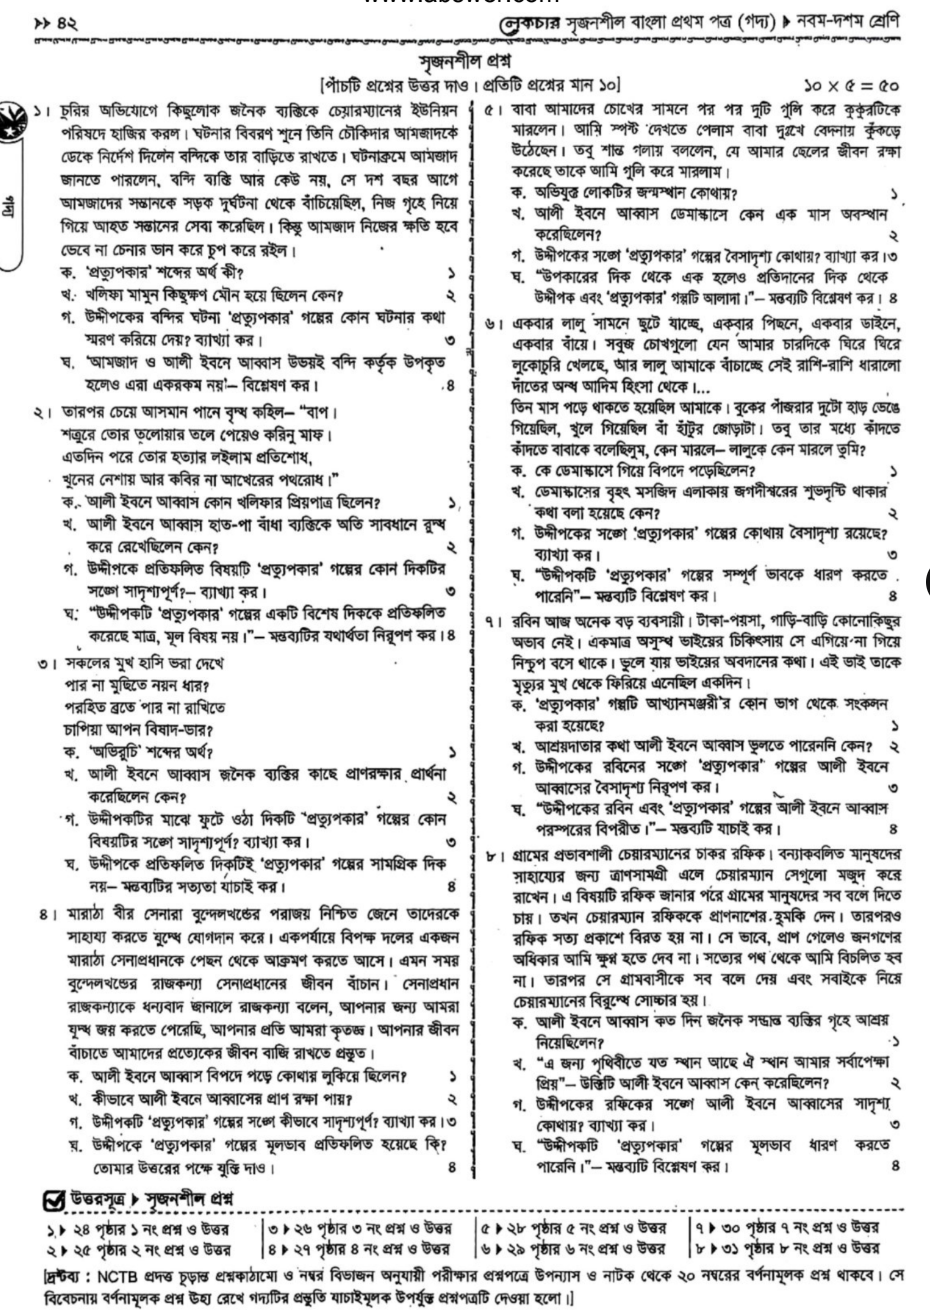 >> ৪২
লেকচার সৃজনশীল বাংলা প্রথম পত্র (গদ্য) ▶ নবম-দশম শ্রেণি
সৃজনশীল প্রশ্ন
[পাঁচটি প্রশ্নের উত্তর দাও। প্রতিটি প্রশ্নের মান ১০]
১০ × ৫ = ৫০
গদ্য
১। চুরির অভিযোগে কিছুলোক জনৈক ব্যক্তিকে চেয়ারম্যানের ইউনিয়ন
পরিষদে হাজির করল। ঘটনার বিবরণ শুনে তিনি চৌকিদার আমজাদকে
ডেকে নির্দেশ দিলেন বন্দিকে তার বাড়িতে রাখতে। ঘটনাক্রমে আমজাদ
জানতে পারলেন, বন্দি ব্যক্তি আর কেউ নয়, সে দশ বছর আগে
আমজাদের সন্তানকে সড়ক দুর্ঘটনা থেকে বাঁচিয়েছিল, নিজ গৃহে নিয়ে
গিয়ে আহত সন্তানের সেবা করেছিল। কিন্তু আমজাদ নিজের ক্ষতি হবে
ভেবে না চেনার ভান করে চুপ করে রইল।
ক. 'প্রত্যুপকার' শব্দের অর্থ কী? ১
খ. খলিফা মামুন কিছুক্ষণ মৌন হয়ে ছিলেন কেন? ২
গ. উদ্দীপকের বন্দির ঘটনা 'প্রত্যুপকার' গল্পের কোন ঘটনার কথা
স্মরণ করিয়ে দেয়? ব্যাখ্যা কর। ৩
ঘ. 'আমজাদ ও আলী ইবনে আব্বাস উভয়ই বন্দি কর্তৃক উপকৃত
হলেও এরা একরকম নয়'– বিশ্লেষণ কর। ৪
২। তারপর চেয়ে আসমান পানে বৃদ্ধ কহিল– "বাপ।
শত্রুরে তোর তলোয়ার তলে পেয়েও করিনু মাফ।
এতদিন পরে তোর হত্যার লইলাম প্রতিশোধ,
খুনের নেশায় আর কবির না আখেরের পথরোধ।"
ক. আলী ইবনে আব্বাস কোন খলিফার প্রিয়পাত্র ছিলেন? ১
খ. আলী ইবনে আব্বাস হাত-পা বাঁধা ব্যক্তিকে অতি সাবধানে রুদ্ধ
করে রেখেছিলেন কেন? ২
গ. উদ্দীপকে প্রতিফলিত বিষয়টি 'প্রত্যুপকার' গল্পের কোন দিকটির
সঙ্গে সাদৃশ্যপূর্ণ?– ব্যাখ্যা কর। ৩
ঘ. "উদ্দীপকটি 'প্রত্যুপকার' গল্পের একটি বিশেষ দিককে প্রতিফলিত
করেছে মাত্র, মূল বিষয় নয়।"– মন্তব্যটির যথার্থতা নিরূপণ কর। ৪
৩। সকলের মুখ হাসি ভরা দেখে
পার না মুছিতে নয়ন ধার?
পরহিত ব্রতে পার না রাখিতে
চাপিয়া আপন বিষাদ-ভার?
ক. 'অভিরুচি' শব্দের অর্থ? ১
খ. আলী ইবনে আব্বাস জনৈক ব্যক্তির কাছে প্রাণরক্ষার প্রার্থনা
করেছিলেন কেন? ২
গ. উদ্দীপকটির মাঝে ফুটে ওঠা দিকটি 'প্রত্যুপকার' গল্পের কোন
বিষয়টির সঙ্গে সাদৃশ্যপূর্ণ? ব্যাখ্যা কর। ৩
ঘ. উদ্দীপকে প্রতিফলিত দিকটিই 'প্রত্যুপকার' গল্পের সামগ্রিক দিক
নয়– মন্তব্যটির সত্যতা যাচাই কর। ৪
৪। মারাঠা বীর সেনারা বুন্দেলখণ্ডের পরাজয় নিশ্চিত জেনে তাদেরকে
সাহায্য করতে যুদ্ধে যোগদান করে। একপর্যায়ে বিপক্ষ দলের একজন
মারাঠা সেনাপ্রধানকে পেছন থেকে আক্রমণ করতে আসে। এমন সময়
বুন্দেলখণ্ডের রাজকন্যা সেনাপ্রধানের জীবন বাঁচান। সেনাপ্রধান
রাজকন্যাকে ধন্যবাদ জানালে রাজকন্যা বলেন, আপনার জন্য আমরা
যুদ্ধ জয় করতে পেরেছি, আপনার প্রতি আমরা কৃতজ্ঞ। আপনার জীবন
বাঁচাতে আমাদের প্রত্যেকের জীবন বাজি রাখতে প্রস্তুত।
ক. আলী ইবনে আব্বাস বিপদে পড়ে কোথায় লুকিয়ে ছিলেন? ১
খ. কীভাবে আলী ইবনে আব্বাসের প্রাণ রক্ষা পায়? ২
গ. উদ্দীপকটি 'প্রত্যুপকার' গল্পের সঙ্গে কীভাবে সাদৃশ্যপূর্ণ? ব্যাখ্যা কর। ৩
ঘ. উদ্দীপকে 'প্রত্যুপকার' গল্পের মূলভাব প্রতিফলিত হয়েছে কি?
তোমার উত্তরের পক্ষে যুক্তি দাও। ৪
৫। বাবা আমাদের চোখের সামনে পর পর দুটি গুলি করে কুকুরটিকে
মারলেন। আমি স্পষ্ট দেখতে পেলাম বাবা দুঃখে বেদনায় কুঁকড়ে
উঠেছেন। তবু শান্ত গলায় বললেন, যে আমার ছেলের জীবন রক্ষা
করেছে তাকে আমি গুলি করে মারলাম।
ক. অভিযুক্ত লোকটির জন্মস্থান কোথায়? ১
খ. আলী ইবনে আব্বাস ডেমাস্কাসে কেন এক মাস অবস্থান
করেছিলেন? ২
গ. উদ্দীপকের সঙ্গে 'প্রত্যুপকার' গল্পের বৈসাদৃশ্য কোথায়? ব্যাখ্যা কর। ৩
ঘ. "উপকারের দিক থেকে এক হলেও প্রতিদানের দিক থেকে
উদ্দীপক এবং 'প্রত্যুপকার' গল্পটি আলাদা।"– মন্তব্যটি বিশ্লেষণ কর। ৪
৬। একবার লালু সামনে ছুটে যাচ্ছে, একবার পিছনে, একবার ডাইনে,
একবার বাঁয়ে। সবুজ চোখগুলো যেন আমার চারদিকে ঘিরে ঘিরে
লুকোচুরি খেলছে, আর লালু আমাকে বাঁচাচ্ছে সেই রাশি-রাশি ধারালো
দাঁতের অন্ধ আদিম হিংসা থেকে।...
তিন মাস পড়ে থাকতে হয়েছিল আমাকে। বুকের পাঁজরার দুটো হাড় ভেঙে
গিয়েছিল, খুলে গিয়েছিল বাঁ হাঁটুর জোড়াটা। তবু তার মধ্যে কাঁদতে
কাঁদতে বাবাকে বলেছিলুম, কেন মারলে– লালুকে কেন মারলে তুমি?
ক. কে ডেমাস্কাসে গিয়ে বিপদে পড়েছিলেন? ১
খ. ডেমাস্কাসের বৃহৎ মসজিদ এলাকায় জগদীশ্বরের শুভদৃষ্টি থাকার
কথা বলা হয়েছে কেন? ২
গ. উদ্দীপকের সঙ্গে 'প্রত্যুপকার' গল্পের কোথায় বৈসাদৃশ্য রয়েছে?
ব্যাখ্যা কর। ৩
ঘ. "উদ্দীপকটি 'প্রত্যুপকার' গল্পের সম্পূর্ণ ভাবকে ধারণ করতে
পারেনি"– মন্তব্যটি বিশ্লেষণ কর। ৪
৭। রবিন আজ অনেক বড় ব্যবসায়ী। টাকা-পয়সা, গাড়ি-বাড়ি কোনোকিছুর
অভাব নেই। একমাত্র অসুস্থ ভাইয়ের চিকিৎসায় সে এগিয়ে না গিয়ে
নিশ্চুপ বসে থাকে। ভুলে যায় ভাইয়ের অবদানের কথা। এই ভাই তাকে
মৃত্যুর মুখ থেকে ফিরিয়ে এনেছিল একদিন।
ক. 'প্রত্যুপকার' গল্পটি আখ্যানমঞ্জরী'র কোন ভাগ থেকে সংকলন
করা হয়েছে? ১
খ. আশ্রয়দাতার কথা আলী ইবনে আব্বাস ভুলতে পারেননি কেন? ২
গ. উদ্দীপকের রবিনের সঙ্গে 'প্রত্যুপকার' গল্পের আলী ইবনে
আব্বাসের বৈসাদৃশ্য নিরূপণ কর। ৩
ঘ. "উদ্দীপকের রবিন এবং 'প্রত্যুপকার' গল্পের আলী ইবনে আব্বাস
পরস্পরের বিপরীত।"– মন্তব্যটি যাচাই কর। ৪
৮। গ্রামের প্রভাবশালী চেয়ারম্যানের চাকর রফিক। বন্যাকবলিত মানুষদের
সাহায্যের জন্য ত্রাণসামগ্রী এলে চেয়ারম্যান সেগুলো মজুদ করে
রাখেন। এ বিষয়টি রফিক জানার পরে গ্রামের মানুষদের সব বলে দিতে
চায়। তখন চেয়ারম্যান রফিককে প্রাণনাশের হুমকি দেন। তারপরও
রফিক সত্য প্রকাশে বিরত হয় না। সে ভাবে, প্রাণ গেলেও জনগণের
অধিকার আমি ক্ষুণ্ন হতে দেব না। সত্যের পথ থেকে আমি বিচলিত হব
না। তারপর সে গ্রামবাসীকে সব বলে দেয় এবং সবাইকে নিয়ে
চেয়ারম্যানের বিরুদ্ধে সোচ্চার হয়।
ক. আলী ইবনে আব্বাস কত দিন জনৈক সম্ভ্রান্ত ব্যক্তির গৃহে আশ্রয়
নিয়েছিলেন? ১
খ. "এ জন্য পৃথিবীতে যত স্থান আছে ঐ স্থান আমার সর্বাপেক্ষা
প্রিয়"– উক্তিটি আলী ইবনে আব্বাস কেন করেছিলেন? ২
গ. উদ্দীপকের রফিকের সঙ্গে আলী ইবনে আব্বাসের সাদৃশ্য
কোথায়? ব্যাখ্যা কর। ৩
ঘ. "উদ্দীপকটি 'প্রত্যুপকার' গল্পের মূলভাব ধারণ করতে
পারেনি।"– মন্তব্যটি বিশ্লেষণ কর। ৪
উত্তরসূত্র ▶ সৃজনশীল প্রশ্ন
১ ▶ ২৪ পৃষ্ঠার ১ নং প্রশ্ন ও উত্তর
২ ▶ ২৫ পৃষ্ঠার ২ নং প্রশ্ন ও উত্তর
৩ ▶ ২৬ পৃষ্ঠার ৩ নং প্রশ্ন ও উত্তর
৪ ▶ ২৭ পৃষ্ঠার ৪ নং প্রশ্ন ও উত্তর
৫ ▶ ২৮ পৃষ্ঠার ৫ নং প্রশ্ন ও উত্তর
৬ ▶ ২৯ পৃষ্ঠার ৬ নং প্রশ্ন ও উত্তর
৭ ▶ ৩০ পৃষ্ঠার ৭ নং প্রশ্ন ও উত্তর
৮ ▶ ৩১ পৃষ্ঠার ৮ নং প্রশ্ন ও উত্তর
[দ্রষ্টব্য : NCTB প্রদত্ত চূড়ান্ত প্রশ্নকাঠামো ও নম্বর বিভাজন অনুযায়ী পরীক্ষার প্রশ্নপত্রে উপন্যাস ও নাটক থেকে ২০ নম্বরের বর্ণনামূলক প্রশ্ন থাকবে। সে
বিবেচনায় বর্ণনামূলক প্রশ্ন উহ্য রেখে গদ্যটির প্রস্তুতি যাচাইমূলক উপর্যুক্ত প্রশ্নপত্রটি দেওয়া হলো।]